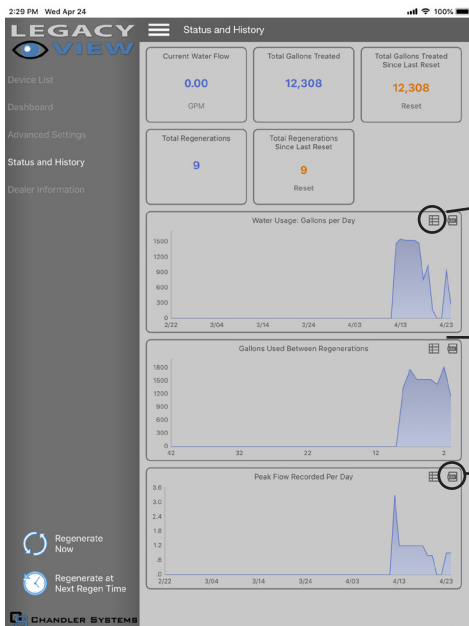 2:29 PM Wed Apr 24
100%
LEGACY
VIEW
Device List
Dashboard
Advanced Settings
Status and History
Dealer Information
Regenerate
Now
Regenerate at
Next Regen Time
CHANDLER SYSTEMS
Status and History
Current Water Flow
0.00
GPM
Total Gallons Treated
12,308
Total Gallons Treated
Since Last Reset
12,308
Reset
Total Regenerations
9
Total Regenerations
Since Last Reset
9
Reset
Water Usage: Gallons per Day
1500
1200
900
600
300
0
2/22 3/04 3/14 3/24 4/03 4/13 4/23
Gallons Used Between Regenerations
1800
1500
1200
900
600
300
0
42 32 22 12 2
Peak Flow Recorded Per Day
3.6
3.0
2.4
1.8
1.2
.6
.0
2/22 3/04 3/14 3/24 4/03 4/13 4/23